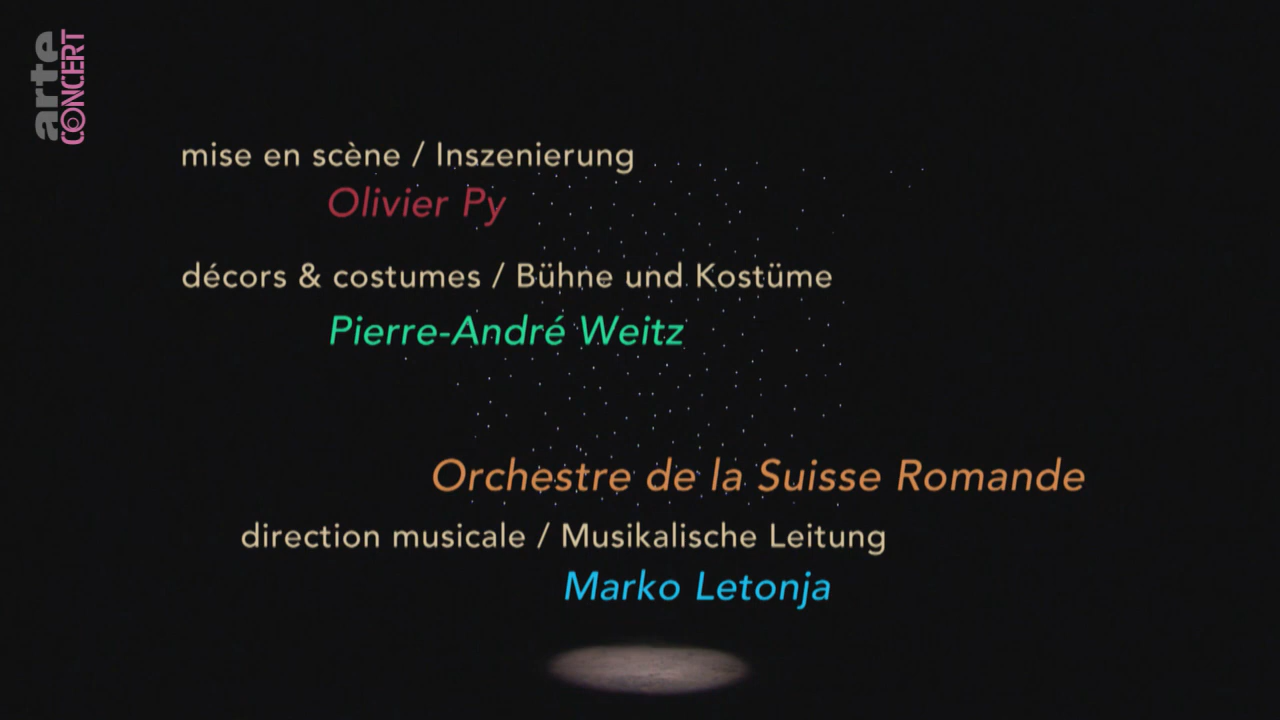 arte
CONCERT
mise en scène / Inszenierung
Olivier Py
décors & costumes / Bühne und Kostüme
Pierre-André Weitz
Orchestre de la Suisse Romande
direction musicale / Musikalische Leitung
Marko Letonja